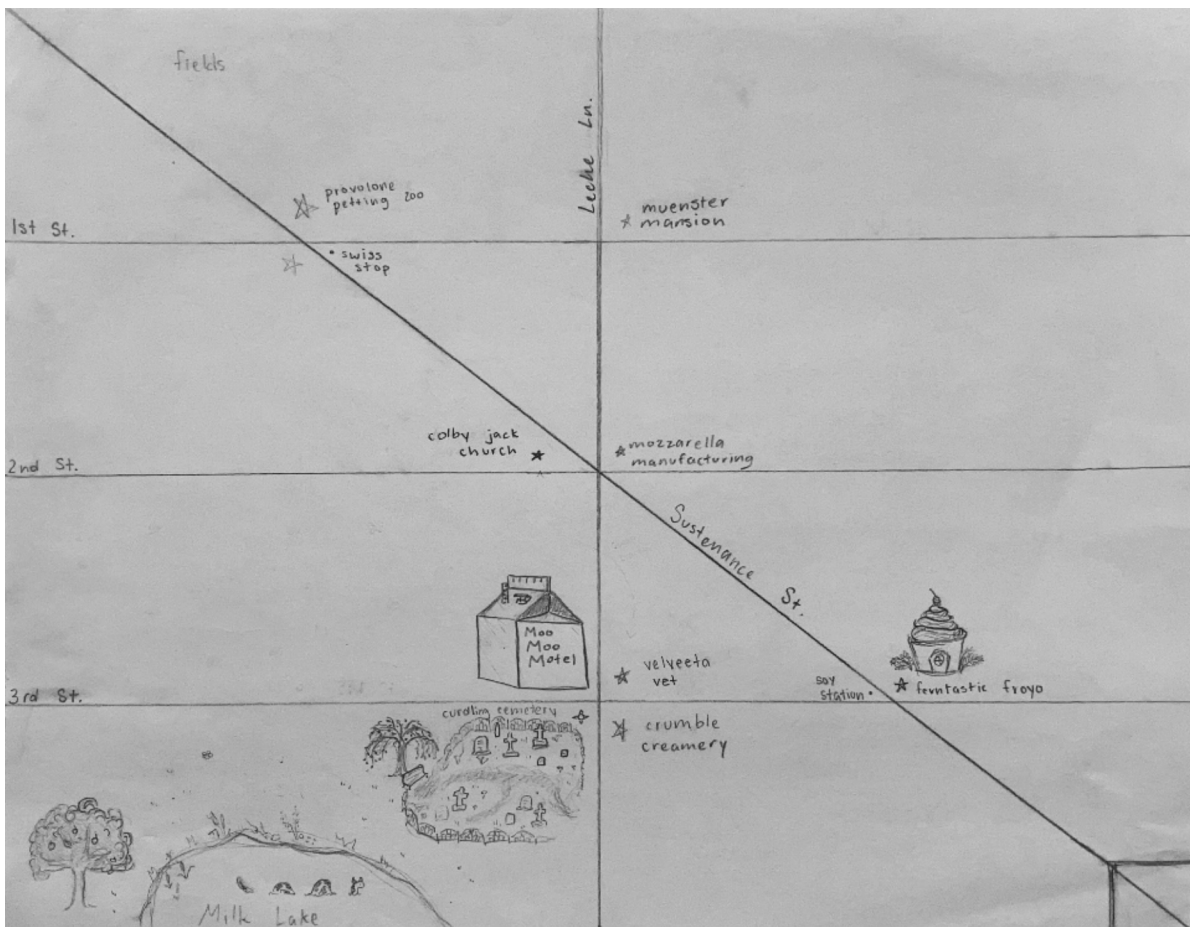 fields
Leche Ln.
provolone
petting zoo
muenster
mansion
1st St.
swiss
stop
colby jack
church
mozzarella
manufacturing
2nd St.
Sustenance St.
Moo
Moo
Motel
velveeta
vet
soy
station
ferntastic froyo
3rd St.
curdling cemetery
crumble
creamery
Milk Lake